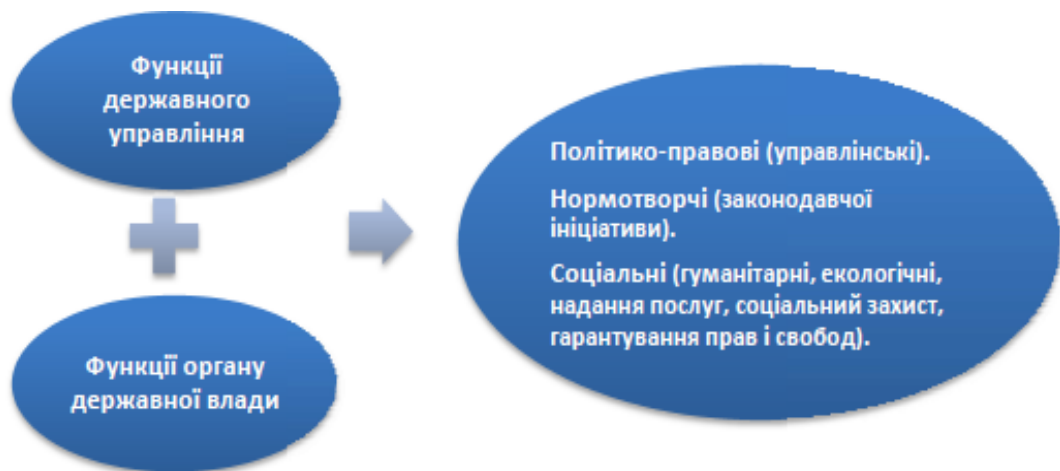 Функції
державного
управління
Функції органу
державної влади
Політико-правові (управлінські).
Нормотворчі (законодавчої
ініціативи).
Соціальні (гуманітарні, екологічні,
надання послуг, соціальний захист,
гарантування прав і свобод).